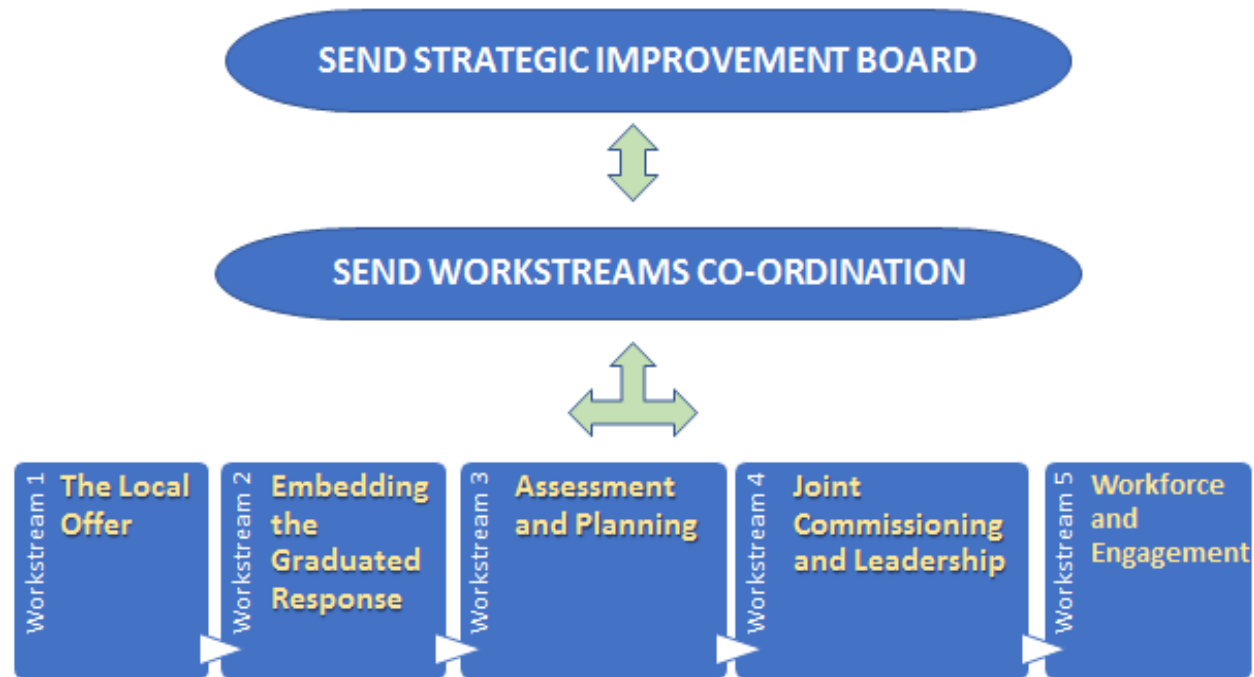 SEND STRATEGIC IMPROVEMENT BOARD
SEND WORKSTREAMS CO-ORDINATION
Workstream 1
The Local
Offer
Workstream 2
Embedding
the
Graduated
Response
Workstream 3
Assessment
and Planning
Workstream 4
Joint
Commissioning
and Leadership
Workstream 5
Workforce
and
Engagement